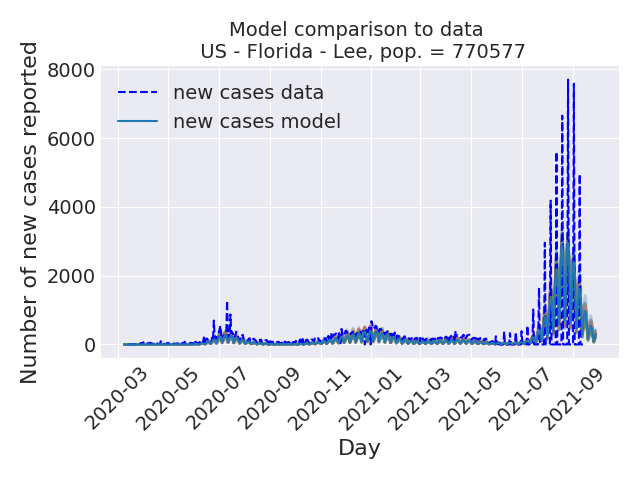 Model comparison to data
US - Florida - Lee, pop. = 770577
new cases data
new cases model
Number of new cases reported
8000
6000
4000
2000
0
2020-03
2020-05
2020-07
2020-09
2020-11
2021-01
2021-03
2021-05
2021-07
2021-09
Day